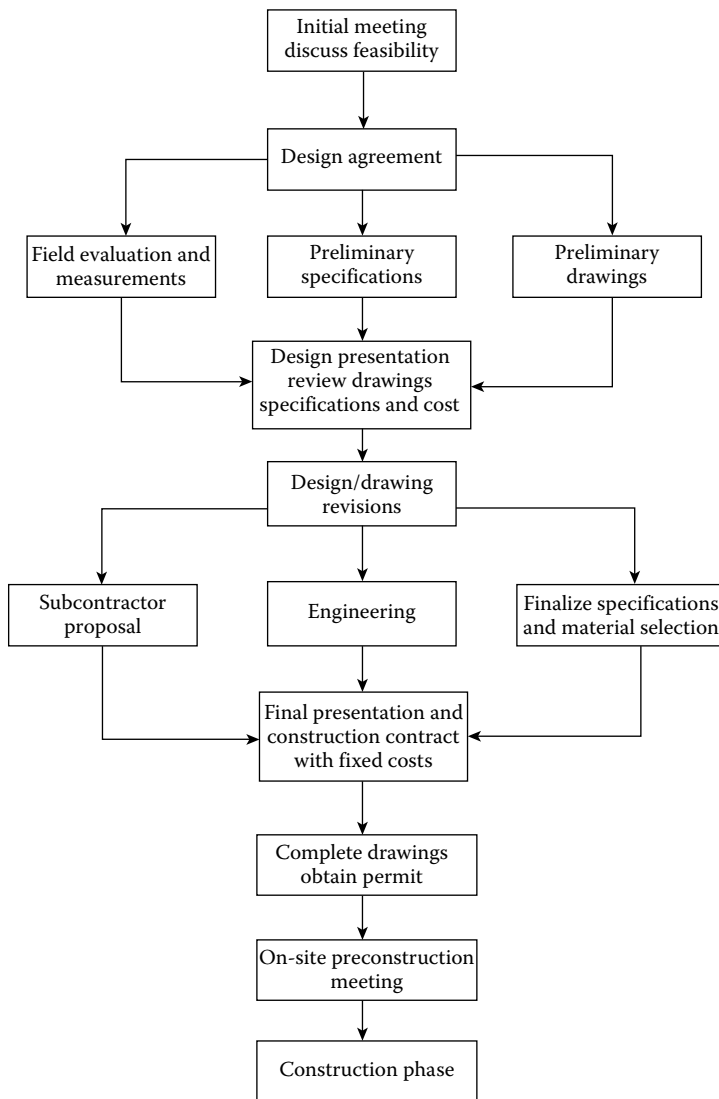 Initial meeting
discuss feasibility
Design agreement
Field evaluation and
measurements
Preliminary
specifications
Preliminary
drawings
Design presentation
review drawings
specifications and cost
Design/drawing
revisions
Subcontractor
proposal
Engineering
Finalize specifications
and material selection
Final presentation and
construction contract
with fixed costs
Complete drawings
obtain permit
On-site preconstruction
meeting
Construction phase